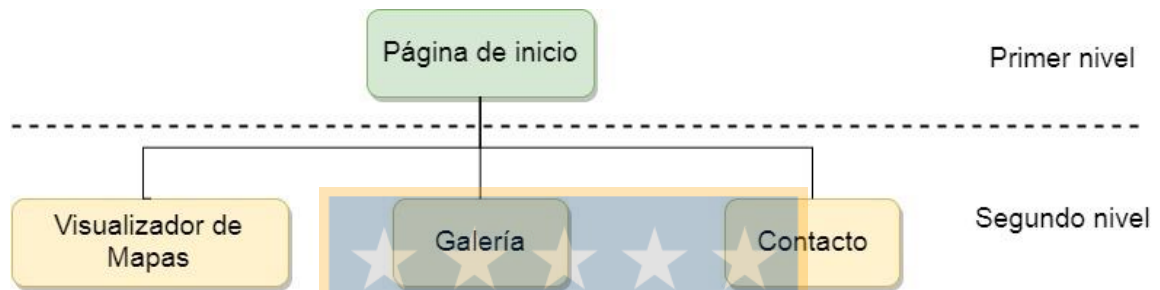 Página de inicio
Primer nivel
Visualizador de
Mapas
Galería
Contacto
Segundo nivel